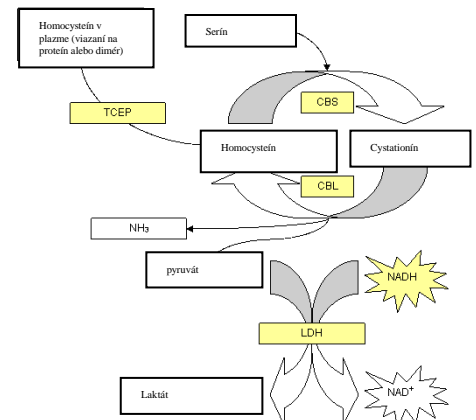 Homocysteín v
plazme (viazaní na
proteín alebo dimér)
Serín
TCEP
CBS
Homocysteín
Cystationín
CBL
NH₃
pyruvát
NADH
LDH
Laktát
NAD⁺